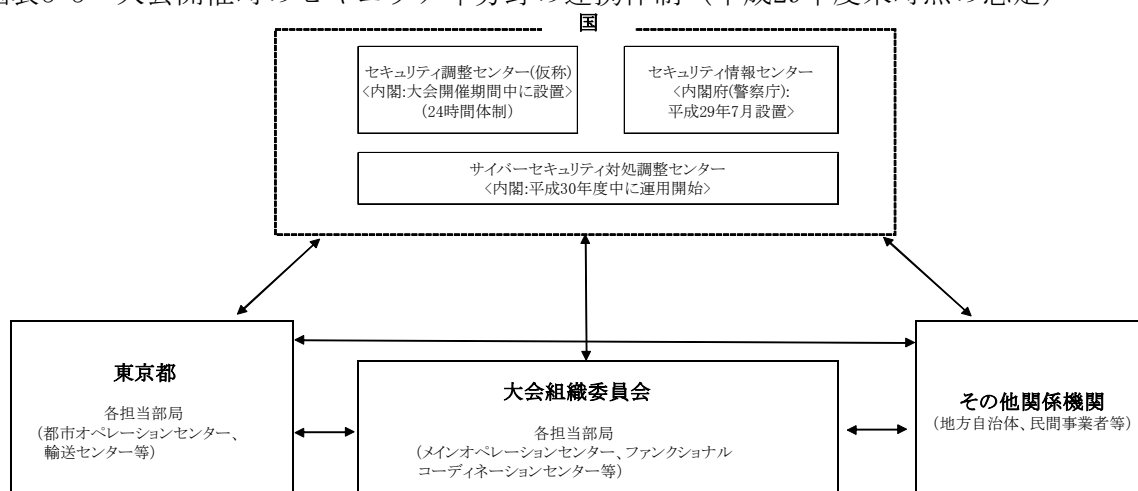 国
セキュリティ調整センター(仮称)
<内閣:大会開催期間中に設置>
(24時間体制)
セキュリティ情報センター
<内閣府(警察庁):
平成29年7月設置>
サイバーセキュリティ対処調整センター
<内閣:平成30年度中に運用開始>
東京都
各担当部局
(都市オペレーションセンター、
輸送センター等)
大会組織委員会
各担当部局
(メインオペレーションセンター、ファンクショナル
コーディネーションセンター等)
その他関係機関
(地方自治体、民間事業者等)